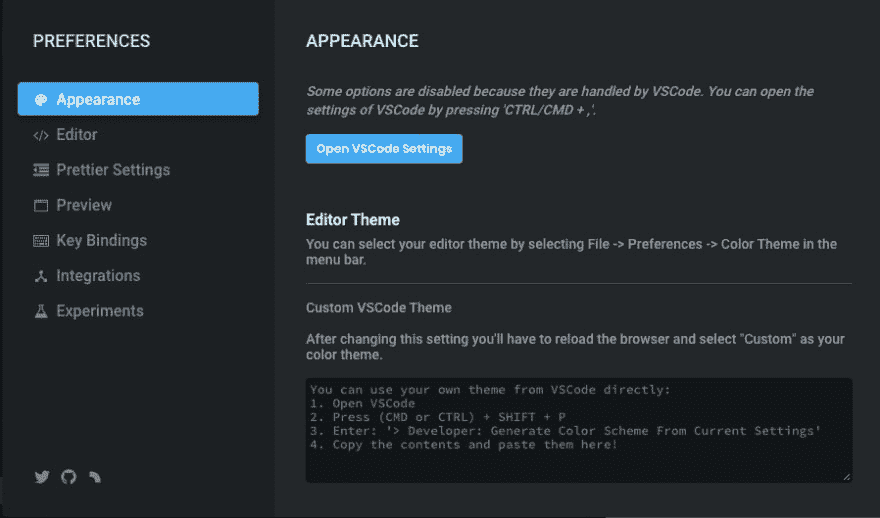 PREFERENCES
Appearance
Editor
Prettier Settings
Preview
Key Bindings
Integrations
Experiments
APPEARANCE
Some options are disabled because they are handled by VSCode. You can open the
settings of VSCode by pressing 'CTRL/CMD + ,'.
Open VSCode Settings
Editor Theme
You can select your editor theme by selecting File -> Preferences -> Color Theme in the
menu bar.
Custom VSCode Theme
After changing this setting you'll have to reload the browser and select "Custom" as your
color theme.
You can use your own theme from VSCode directly:
1. Open VSCode
2. Press (CMD or CTRL) + SHIFT + P
3. Enter: '> Developer: Generate Color Scheme From Current Settings'
4. Copy the contents and paste them here!